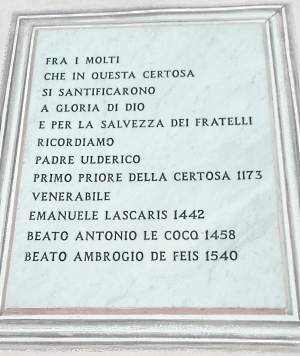 FRA I MOLTI
CHE IN QUESTA CERTOSA
SI SANTIFICARONO
A GLORIA DI DIO
E PER LA SALVEZZA DEI FRATELLI
RICORDIAMO
PADRE ULDERICO
PRIMO PRIORE DELLA CERTOSA 1173
VENERABILE
EMANUELE LASCARIS 1442
BEATO ANTONIO LE COCQ 1458
BEATO AMBROGIO DE FEIS 1540